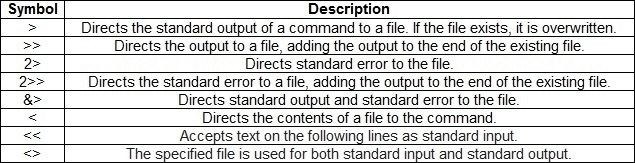 Symbol Description
> Directs the standard output of a command to a file. If the file exists, it is overwritten.
>> Directs the output to a file, adding the output to the end of the existing file.
2> Directs standard error to the file.
2>> Directs the standard error to a file, adding the output to the end of the existing file.
&> Directs standard output and standard error to the file.
< Directs the contents of a file to the command.
<< Accepts text on the following lines as standard input.
<> The specified file is used for both standard input and standard output.